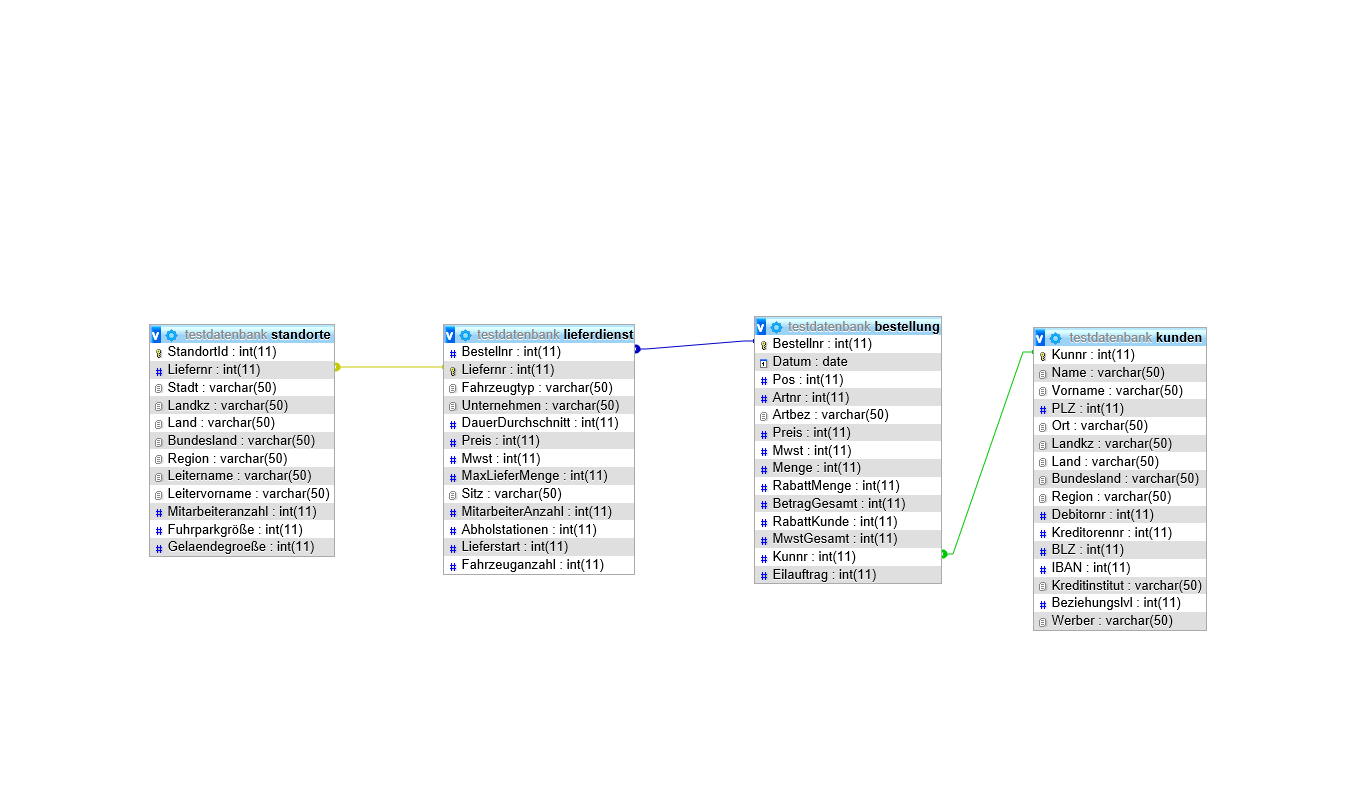 testdatenbank standorte
StandortId : int(11)
Liefernr : int(11)
Stadt : varchar(50)
Landkz : varchar(50)
Land : varchar(50)
Bundesland : varchar(50)
Region : varchar(50)
Leitername : varchar(50)
Leitervorname : varchar(50)
Mitarbeiteranzahl : int(11)
Fuhrparkgröße : int(11)
Gelaendegroeße : int(11)
testdatenbank lieferdienst
Bestellnr : int(11)
Liefernr : int(11)
Fahrzeugtyp : varchar(50)
Unternehmen : varchar(50)
DauerDurchschnitt : int(11)
Preis : int(11)
Mwst : int(11)
MaxLieferMenge : int(11)
Sitz : varchar(50)
MitarbeiterAnzahl : int(11)
Abholstationen : int(11)
Lieferstart : int(11)
Fahrzeuganzahl : int(11)
testdatenbank bestellung
Bestellnr : int(11)
Datum : date
Pos : int(11)
Artnr : int(11)
Artbez : varchar(50)
Preis : int(11)
Mwst : int(11)
Menge : int(11)
RabattMenge : int(11)
BetragGesamt : int(11)
RabattKunde : int(11)
MwstGesamt : int(11)
Kunnr : int(11)
Eilauftrag : int(11)
testdatenbank kunden
Kunnr : int(11)
Name : varchar(50)
Vorname : varchar(50)
PLZ : int(11)
Ort : varchar(50)
Landkz : varchar(50)
Land : varchar(50)
Bundesland : varchar(50)
Region : varchar(50)
Debitornr : int(11)
Kreditorennr : int(11)
BLZ : int(11)
IBAN : int(11)
Kreditinstitut : varchar(50)
Beziehungslvl : int(11)
Werber : varchar(50)